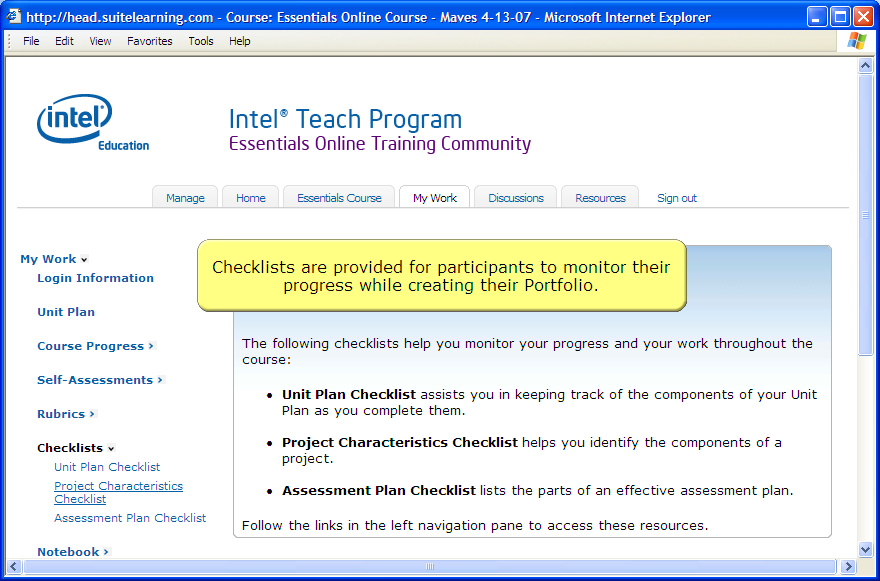 http://head.suitelearning.com - Course: Essentials Online Course - Maves 4-13-07 - Microsoft Internet Explorer
File Edit View Favorites Tools Help
intel®
Education
Intel® Teach Program
Essentials Online Training Community
Manage Home Essentials Course My Work Discussions Resources Sign out
My Work
Login Information
Unit Plan
Course Progress
Self-Assessments
Rubrics
Checklists
Unit Plan Checklist
Project Characteristics
Checklist
Assessment Plan Checklist
Notebook
Checklists are provided for participants to monitor their
progress while creating their Portfolio.
The following checklists help you monitor your progress and your work throughout the
course:
• Unit Plan Checklist assists you in keeping track of the components of your Unit
Plan as you complete them.
• Project Characteristics Checklist helps you identify the components of a
project.
• Assessment Plan Checklist lists the parts of an effective assessment plan.
Follow the links in the left navigation pane to access these resources.